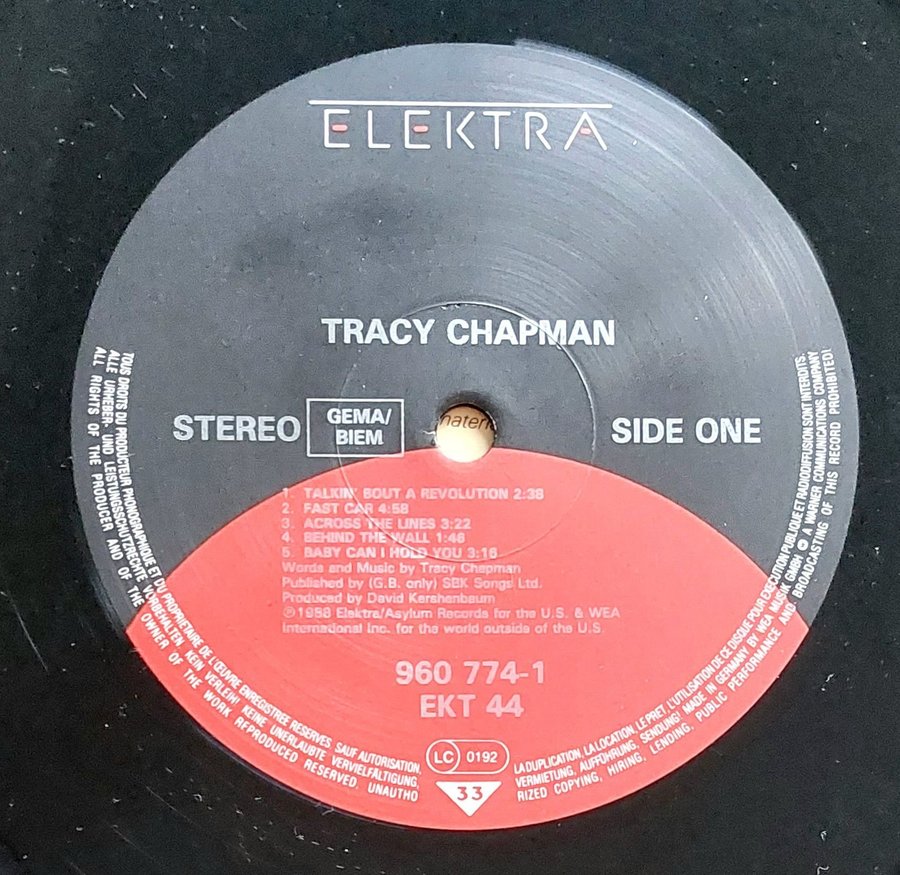 ELEKTRA
TRACY CHAPMAN
STEREO
GEMA/
BIEM
SIDE ONE
1. TALKIN' BOUT A REVOLUTION 2:38
2. FAST CAR 4:58
3. ACROSS THE LINES 3:22
4. BEHIND THE WALL 1:46
5. BABY CAN I HOLD YOU 3:16
Words and Music by Tracy Chapman
Published by (G.B. only) SBK Songs Ltd.
Produced by David Kershenbaum
℗1988 Elektra/Asylum Records for the U.S. & WEA
International Inc. for the world outside of the U.S.
960 774-1
EKT 44
LC 0192
33
TOUS DROITS DU PRODUCTEUR PHONOGRAPHIQUE ET DU PROPRIETAIRE DE L'ŒUVRE ENREGISTREE RESERVES. SAUF AUTORISATION, LA DUPLICATION, LA LOCATION, LE PRET, L'UTILISATION DE CE DISQUE POUR EXECUTION PUBLIQUE ET RADIODIFFUSION SONT INTERDITS.
ALLE URHEBER- UND LEISTUNGSSCHUTZRECHTE VORBEHALTEN. KEIN VERLEIH! KEINE UNERLAUBTE VERVIELFÄLTIGUNG, VERMIETUNG, AUFFÜHRUNG, SENDUNG! MADE IN GERMANY BY WEA MUSIK GMBH A WARNER COMMUNICATIONS COMPANY
ALL RIGHTS OF THE PRODUCER AND OF THE OWNER OF THE WORK REPRODUCED RESERVED. UNAUTHORIZED COPYING, HIRING, LENDING, PUBLIC PERFORMANCE AND BROADCASTING OF THIS RECORD PROHIBITED!